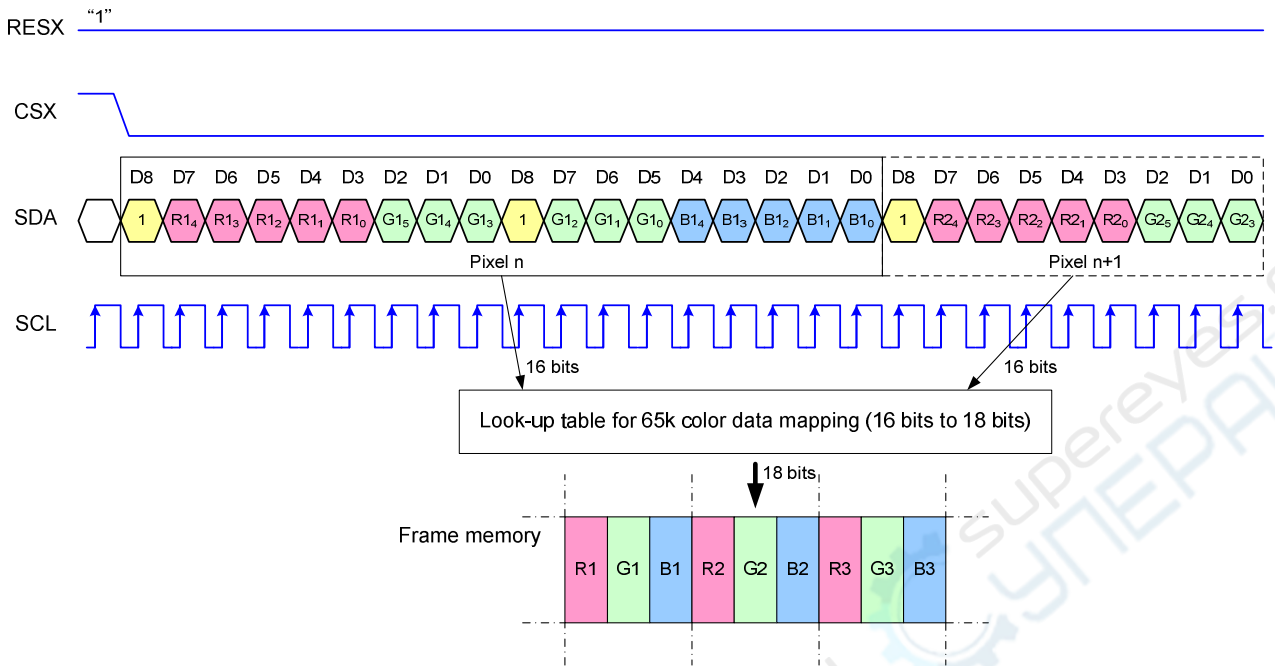 “1”
RESX
CSX
D8 D7 D6 D5 D4 D3 D2 D1 D0 D8 D7 D6 D5 D4 D3 D2 D1 D0 D8 D7 D6 D5 D4 D3 D2 D1 D0
SDA 1 R1₄ R1₃ R1₂ R1₁ R1₀ G1₅ G1₄ G1₃ 1 G1₂ G1₁ G1₀ B1₄ B1₃ B1₂ B1₁ B1₀ 1 R2₄ R2₃ R2₂ R2₁ R2₀ G2₅ G2₄ G2₃
Pixel n Pixel n+1
SCL
16 bits 16 bits
Look-up table for 65k color data mapping (16 bits to 18 bits)
18 bits
Frame memory
R1 G1 B1 R2 G2 B2 R3 G3 B3